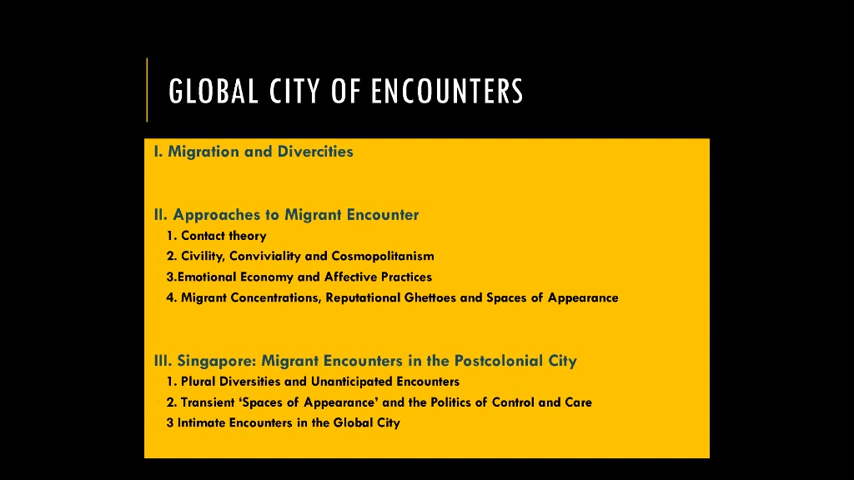 GLOBAL CITY OF ENCOUNTERS
I. Migration and Divercities
II. Approaches to Migrant Encounter
1. Contact theory
2. Civility, Conviviality and Cosmopolitanism
3.Emotional Economy and Affective Practices
4. Migrant Concentrations, Reputational Ghettoes and Spaces of Appearance
III. Singapore: Migrant Encounters in the Postcolonial City
1. Plural Diversities and Unanticipated Encounters
2. Transient ‘Spaces of Appearance’ and the Politics of Control and Care
3 Intimate Encounters in the Global City